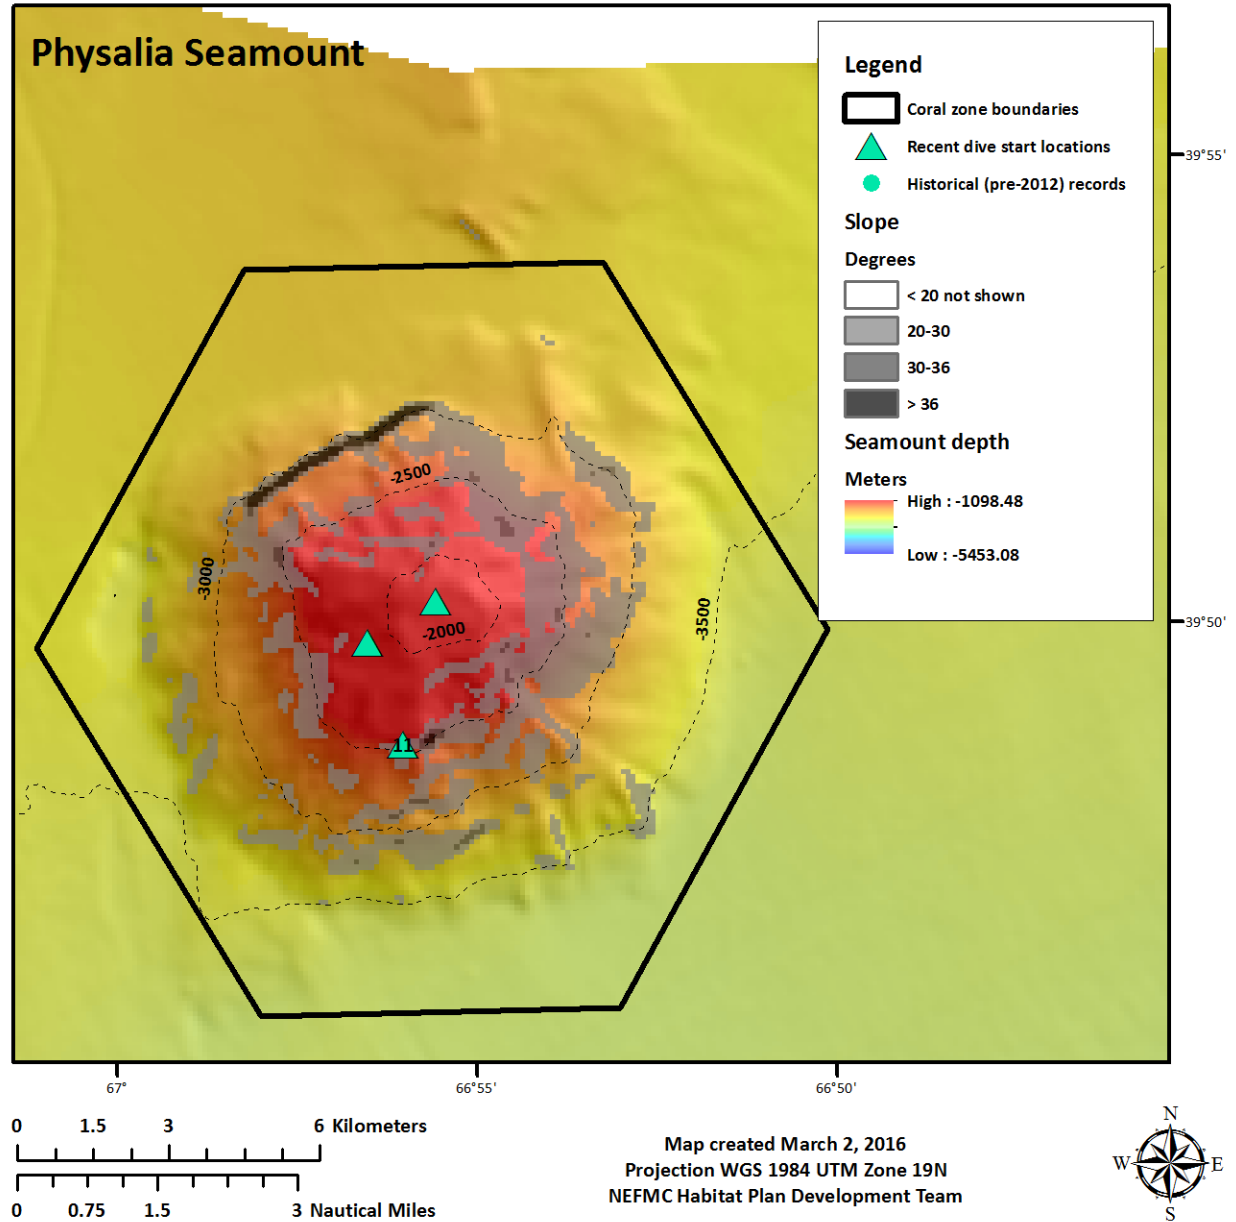 Physalia Seamount
Legend
Coral zone boundaries
Recent dive start locations
Historical (pre-2012) records
Slope
Degrees
< 20 not shown
20-30
30-36
> 36
Seamount depth
Meters
High : -1098.48
Low : -5453.08
39°55'
39°50'
-2500
-3000
-2000
-3500
11
67°
66°55'
66°50'
0 1.5 3 6 Kilometers
0 0.75 1.5 3 Nautical Miles
Map created March 2, 2016
Projection WGS 1984 UTM Zone 19N
NEFMC Habitat Plan Development Team
N
W E
S